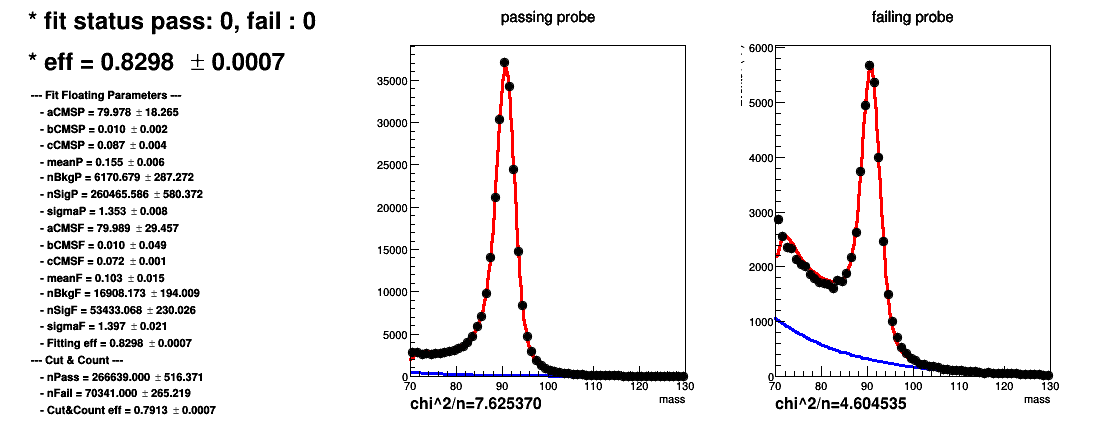 * fit status pass: 0, fail : 0
* eff = 0.8298 ± 0.0007
--- Fit Floating Parameters ---
- aCMSP = 79.978 ± 18.265
- bCMSP = 0.010 ± 0.002
- cCMSP = 0.087 ± 0.004
- meanP = 0.155 ± 0.006
- nBkgP = 6170.679 ± 287.272
- nSigP = 260465.586 ± 580.372
- sigmaP = 1.353 ± 0.008
- aCMSF = 79.989 ± 29.457
- bCMSF = 0.010 ± 0.049
- cCMSF = 0.072 ± 0.001
- meanF = 0.103 ± 0.015
- nBkgF = 16908.173 ± 194.009
- nSigF = 53433.068 ± 230.026
- sigmaF = 1.397 ± 0.021
- Fitting eff = 0.8298 ± 0.0007
--- Cut & Count ---
- nPass = 266639.000 ± 516.371
- nFail = 70341.000 ± 265.219
- Cut&Count eff = 0.7913 ± 0.0007
passing probe
35000
30000
25000
20000
15000
10000
5000
0
70 80 90 100 110 120 130
mass
chi^2/n=7.625370
failing probe
6000
5000
4000
3000
2000
1000
0
70 80 90 100 110 120 130
mass
chi^2/n=4.604535